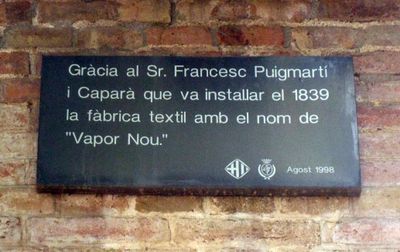 Gràcia al Sr. Francesc Puigmartí
i Caparà que va installar el 1839
la fàbrica textil amb el nom de
"Vapor Nou."
Agost 1998